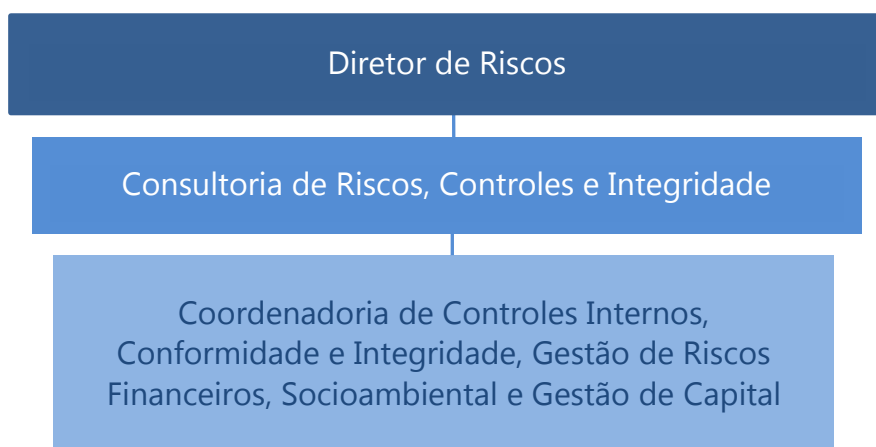 Diretor de Riscos
Consultoria de Riscos, Controles e Integridade
Coordenadoria de Controles Internos,
Conformidade e Integridade, Gestão de Riscos
Financeiros, Socioambiental e Gestão de Capital